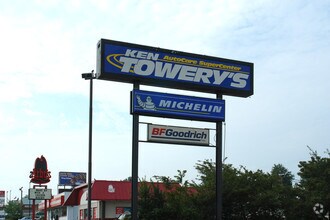 KEN
AutoCare SuperCenter
TOWERY'S
MICHELIN
BFGoodrich